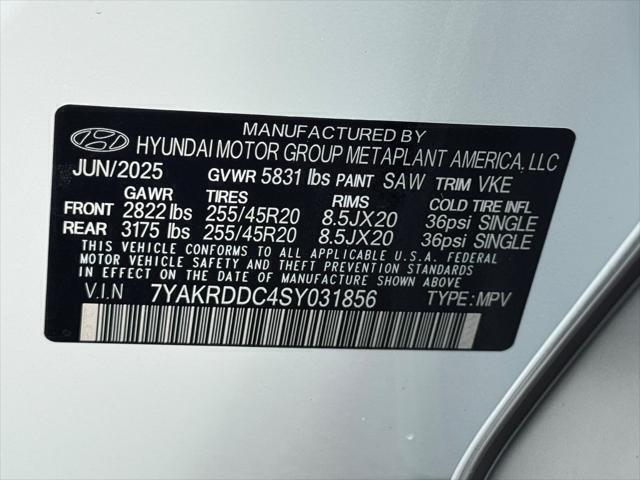 MANUFACTURED BY
HYUNDAI MOTOR GROUP METAPLANT AMERICA, LLC
JUN/2025 GVWR 5831 lbs PAINT SAW TRIM VKE
GAWR TIRES RIMS COLD TIRE INFL
FRONT 2822 lbs 255/45R20 8.5JX20 36psi SINGLE
REAR 3175 lbs 255/45R20 8.5JX20 36psi SINGLE
THIS VEHICLE CONFORMS TO ALL APPLICABLE U.S.A. FEDERAL
MOTOR VEHICLE SAFETY, BUMPER, AND THEFT PREVENTION STANDARDS
IN EFFECT ON THE DATE OF MANUFACTURE SHOWN ABOVE.
V.I.N 7YAKRDDC4SY031856 TYPE: MPV